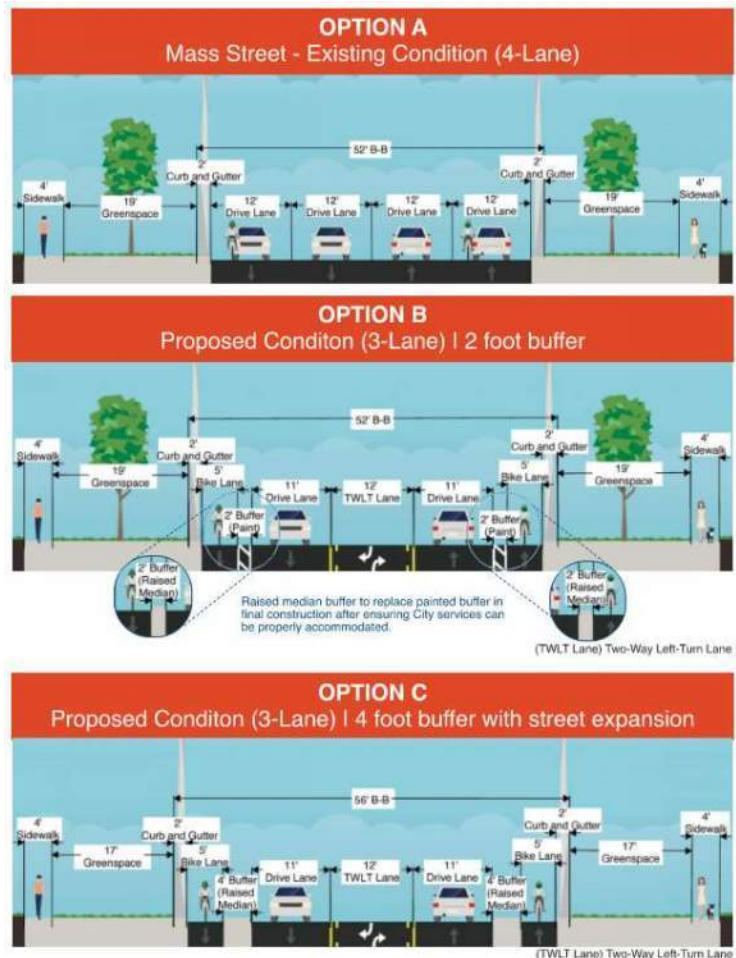 OPTION A
Mass Street - Existing Condition (4-Lane)
52' B-B
2'
Curb and Gutter
2'
Curb and Gutter
4'
Sidewalk
19'
Greenspace
12'
Drive Lane
12'
Drive Lane
12'
Drive Lane
12'
Drive Lane
19'
Greenspace
4'
Sidewalk
OPTION B
Proposed Conditon (3-Lane) | 2 foot buffer
52' B-B
4'
Sidewalk
19'
Greenspace
2'
Curb and Gutter
5'
Bike Lane
2' Buffer
(Paint)
11'
Drive Lane
12'
TWLT Lane
11'
Drive Lane
2' Buffer
(Paint)
2'
Curb and Gutter
5'
Bike Lane
19'
Greenspace
4'
Sidewalk
2' Buffer
(Raised
Median)
Raised median buffer to replace painted buffer in
final construction after ensuring City services can
be properly accommodated.
2' Buffer
(Raised
Median)
(TWLT Lane) Two-Way Left-Turn Lane
OPTION C
Proposed Conditon (3-Lane) | 4 foot buffer with street expansion
56' B-B
4'
Sidewalk
17'
Greenspace
2'
Curb and Gutter
5'
Bike Lane
4' Buffer
(Raised
Median)
11'
Drive Lane
12'
TWLT Lane
11'
Drive Lane
4' Buffer
(Raised
Median)
2'
Curb and Gutter
5'
Bike Lane
17'
Greenspace
4'
Sidewalk
(TWLT Lane) Two-Way Left-Turn Lane